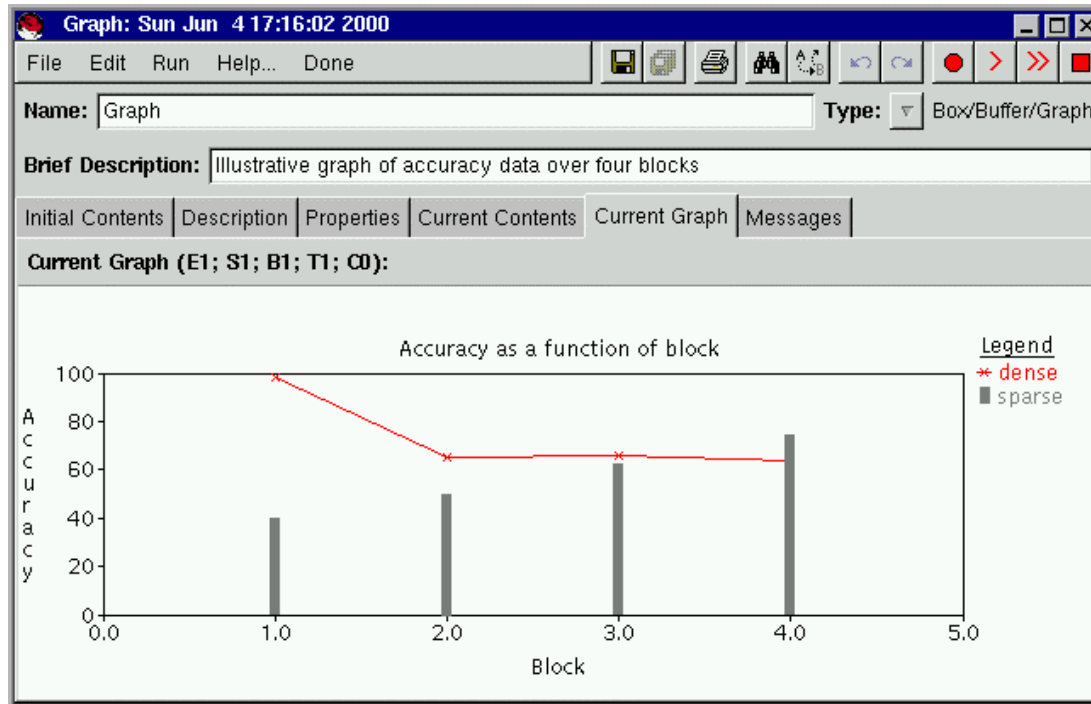 Graph: Sun Jun 4 17:16:02 2000
File Edit Run Help... Done
Name: Graph Type: Box/Buffer/Graph
Brief Description: Illustrative graph of accuracy data over four blocks
Initial Contents Description Properties Current Contents Current Graph Messages
Current Graph (E1; S1; B1; T1; C0):
Accuracy as a function of block
Legend
dense
sparse
Accuracy
100
80
60
40
20
0
0.0 1.0 2.0 3.0 4.0 5.0
Block